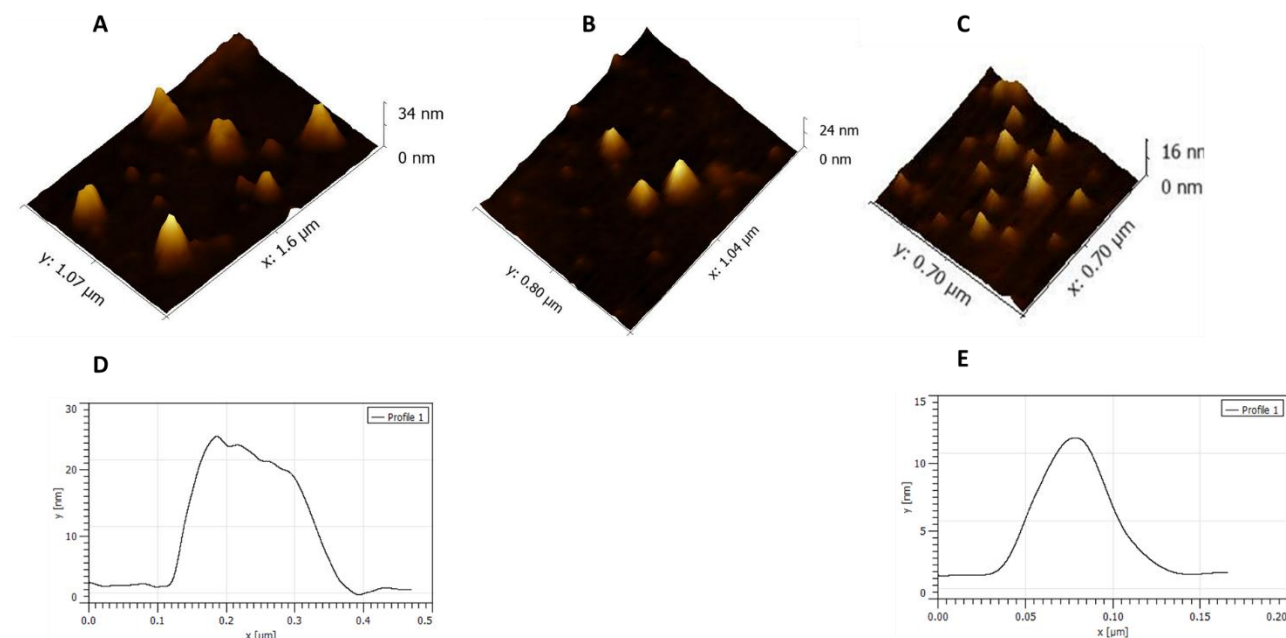 A
B
C
34 nm
0 nm
y: 1.07 µm
x: 1.6 µm
24 nm
0 nm
y: 0.80 µm
x: 1.04 µm
16 nm
0 nm
y: 0.70 µm
x: 0.70 µm
D
E
30
20
10
0
y [nm]
Profile 1
0.0
0.1
0.2
0.3
0.4
0.5
x [µm]
15
10
5
0
y [nm]
Profile 1
0.00
0.05
0.10
0.15
0.20
x [µm]